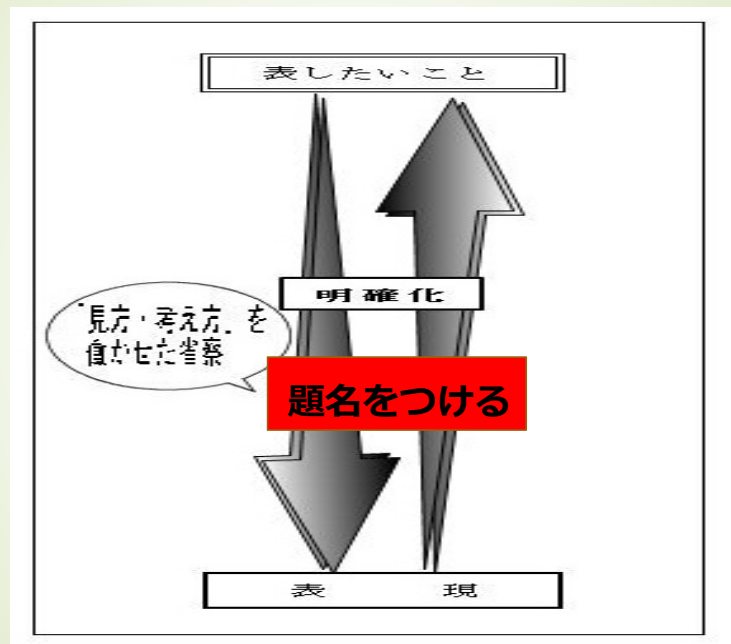 表したいこと
明確化
「見方・考え方」を
働かせた省察
題名をつける
表 現